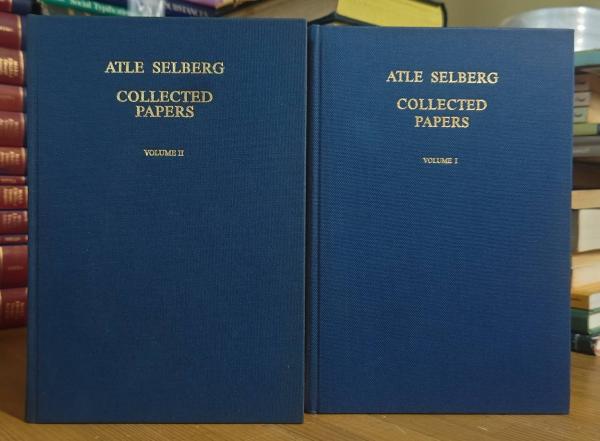 ATLE SELBERG
COLLECTED
PAPERS
VOLUME II
ATLE SELBERG
COLLECTED
PAPERS
VOLUME I